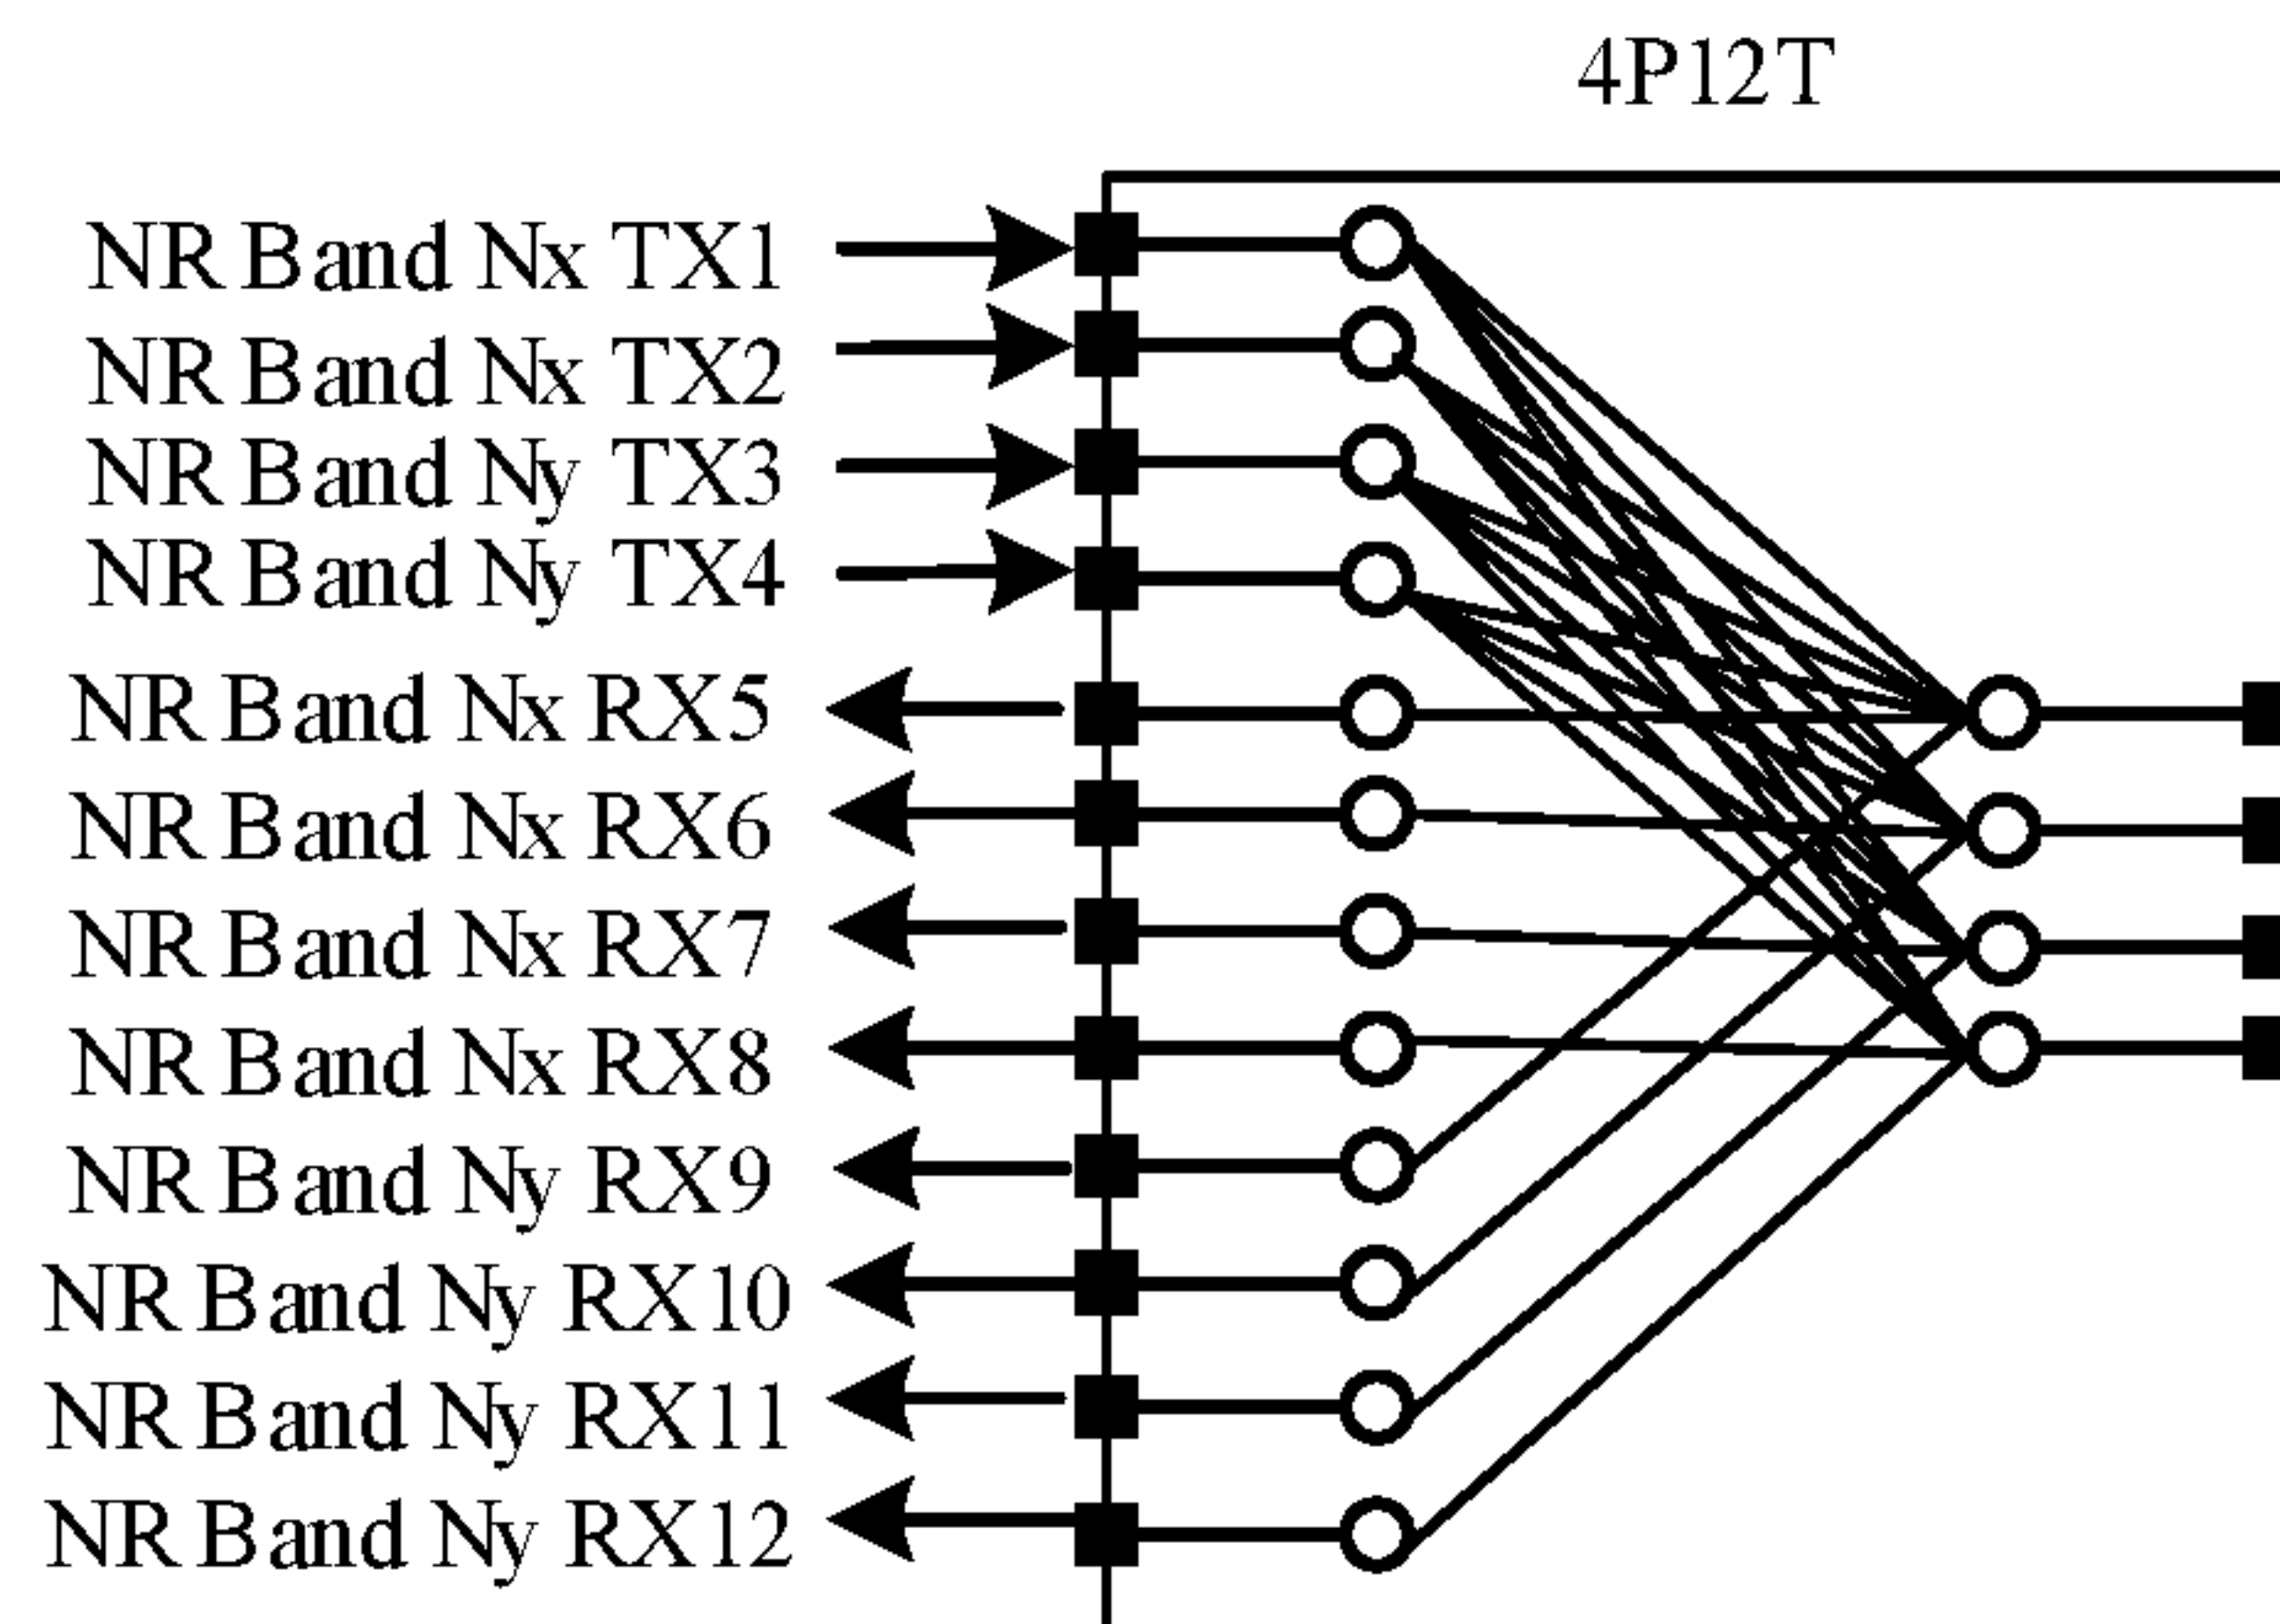 4P12T
NR Band Nx TX1
NR Band Nx TX2
NR Band Ny TX3
NR Band Ny TX4
NR Band Nx RX5
NR Band Nx RX6
NR Band Nx RX7
NR Band Nx RX8
NR Band Ny RX9
NR Band Ny RX10
NR Band Ny RX11
NR Band Ny RX12